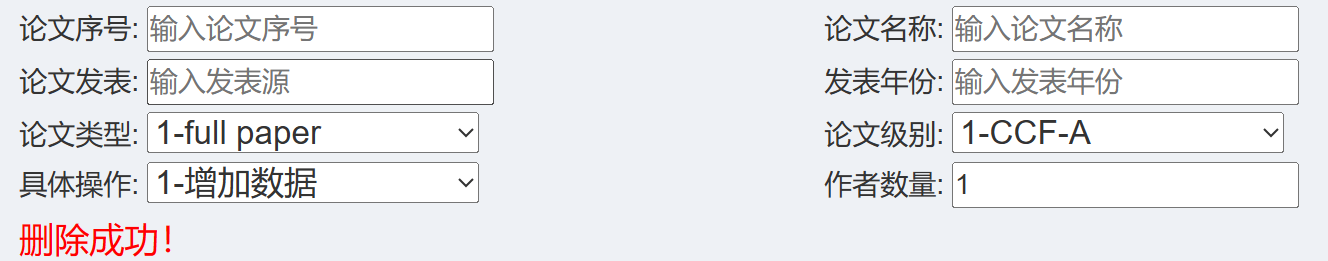 论文序号: 输入论文序号 论文名称: 输入论文名称
论文发表: 输入发表源 发表年份: 输入发表年份
论文类型: 1-full paper 论文级别: 1-CCF-A
具体操作: 1-增加数据 作者数量: 1
删除成功！